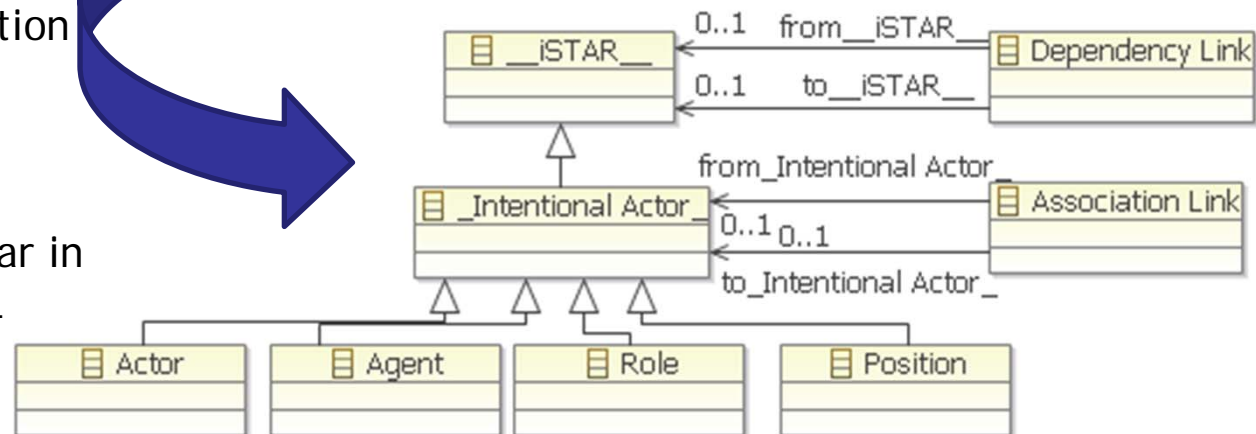 tion
0..1 from__iSTAR__
__iSTAR__
Dependency Link
0..1 to__iSTAR__
from_Intentional Actor_
_Intentional Actor_
Association Link
0..1 0..1
ar in
to_Intentional Actor_
Actor
Agent
Role
Position